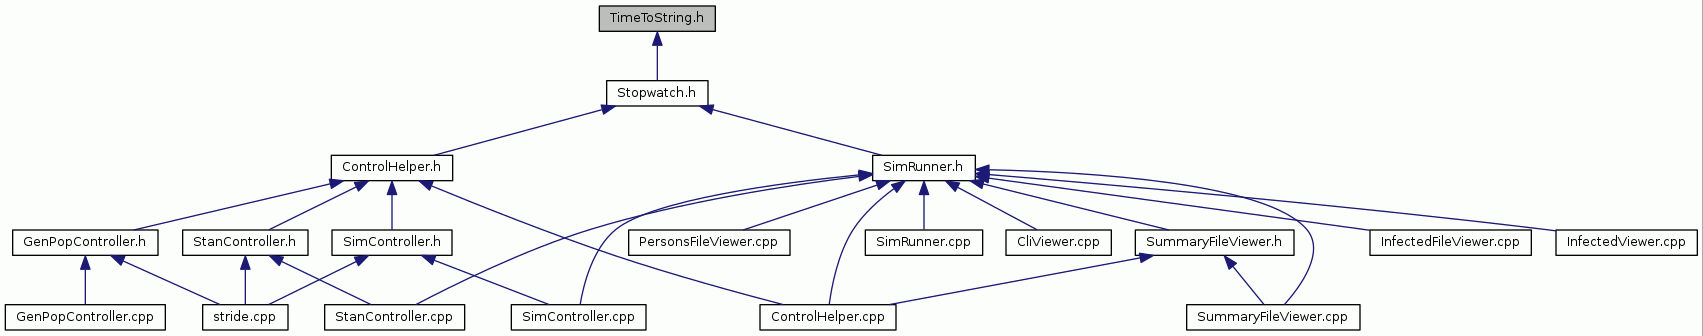 TimeToString.h
Stopwatch.h
ControlHelper.h
SimRunner.h
GenPopController.h
StanController.h
SimController.h
PersonsFileViewer.cpp
SimRunner.cpp
CliViewer.cpp
SummaryFileViewer.h
InfectedFileViewer.cpp
InfectedViewer.cpp
GenPopController.cpp
stride.cpp
StanController.cpp
SimController.cpp
ControlHelper.cpp
SummaryFileViewer.cpp